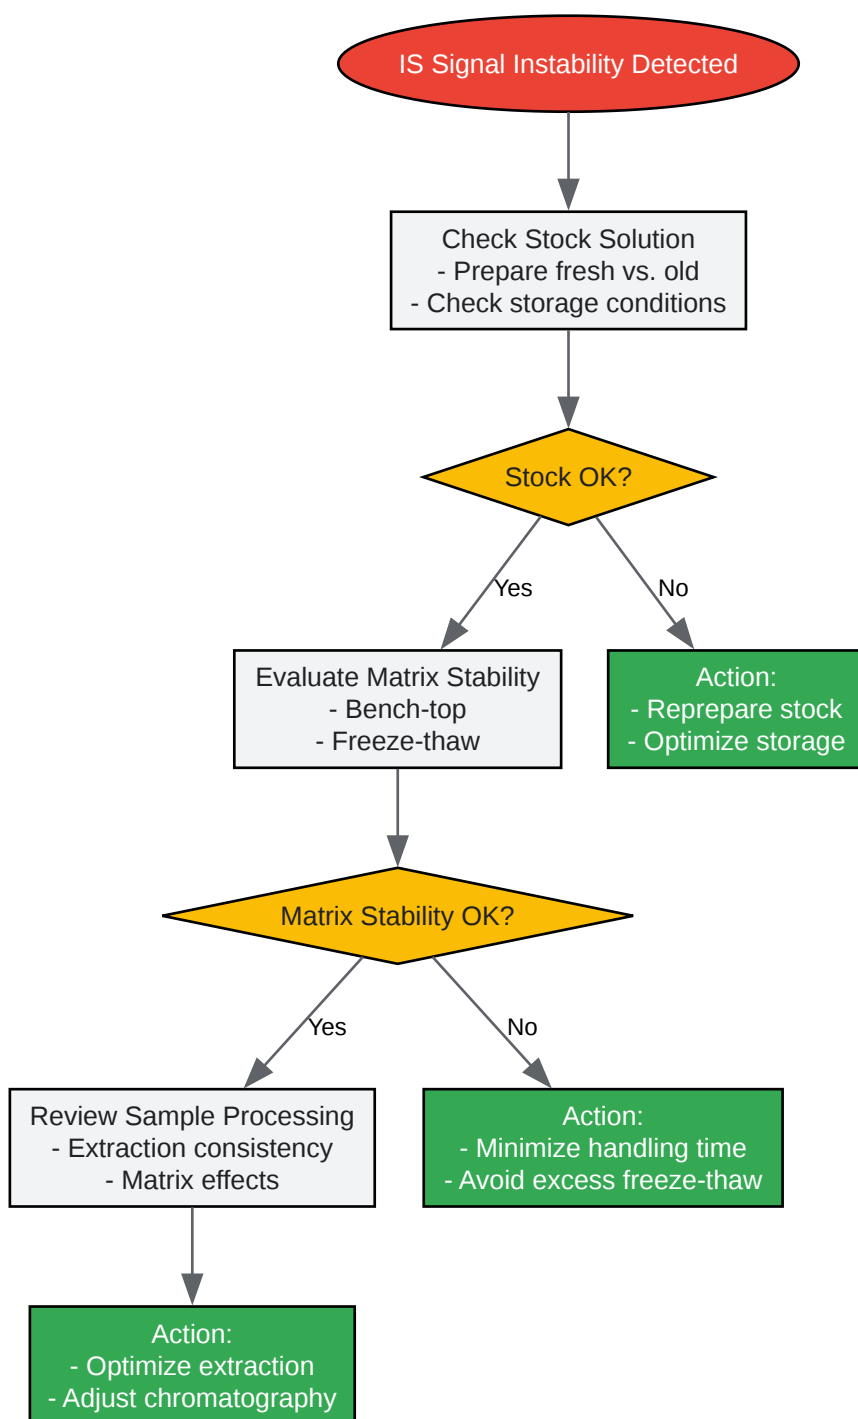 IS Signal Instability Detected
Check Stock Solution
- Prepare fresh vs. old
- Check storage conditions
Stock OK?
Yes
No
Evaluate Matrix Stability
- Bench-top
- Freeze-thaw
Action:
- Reprepare stock
- Optimize storage
Matrix Stability OK?
Yes
No
Review Sample Processing
- Extraction consistency
- Matrix effects
Action:
- Minimize handling time
- Avoid excess freeze-thaw
Action:
- Optimize extraction
- Adjust chromatography